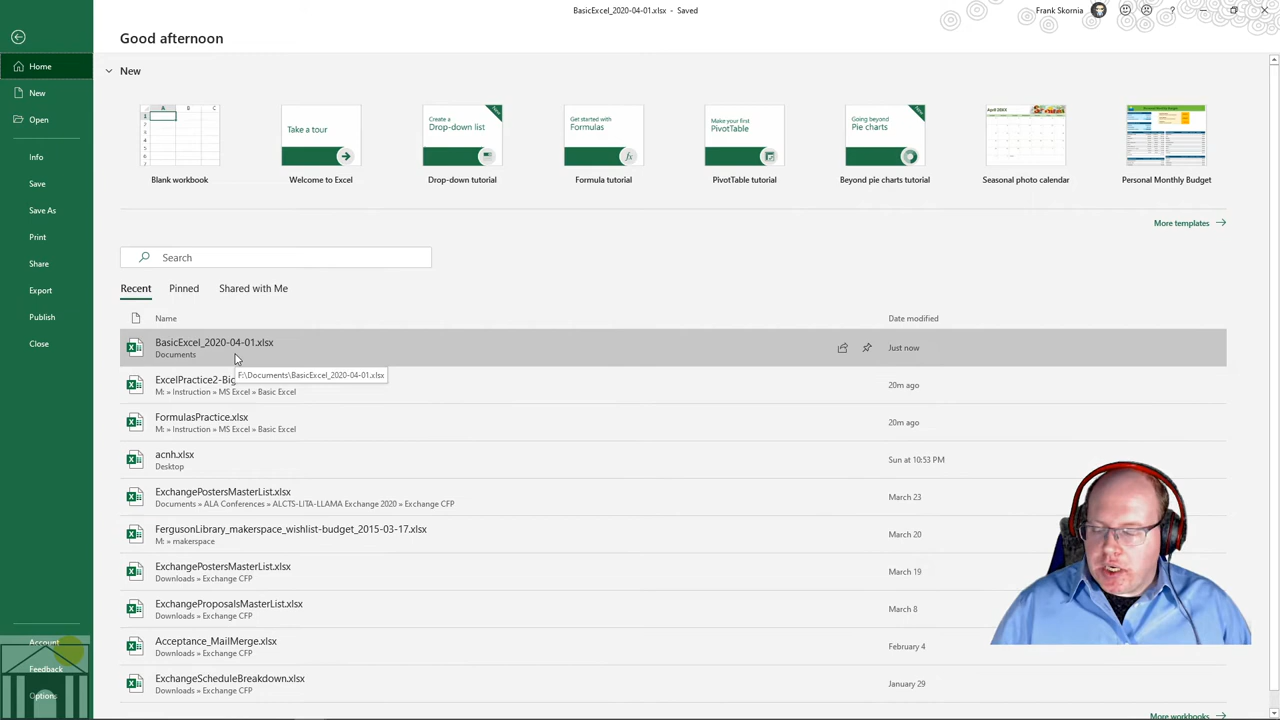 BasicExcel_2020-04-01.xlsx - Saved
Frank Skornia
?
Good afternoon
Home
New
Open
Info
Save
Save As
Print
Share
Export
Publish
Close
Account
Feedback
Options
New
A B C
1
Take a tour
Create a
Drop-down list
Get started with
Formulas
fx
Make your first
PivotTable
Going beyond
Pie charts
April 20XX
Blank workbook
Welcome to Excel
Drop-down tutorial
Formula tutorial
PivotTable tutorial
Beyond pie charts tutorial
Seasonal photo calendar
Personal Monthly Budget
More templates
Search
Recent Pinned Shared with Me
Name Date modified
BasicExcel_2020-04-01.xlsx Just now
Documents
F:\Documents\BasicExcel_2020-04-01.xlsx
ExcelPractice2-Big 20m ago
M: » Instruction » MS Excel » Basic Excel
FormulasPractice.xlsx 20m ago
M: » Instruction » MS Excel » Basic Excel
acnh.xlsx Sun at 10:53 PM
Desktop
ExchangePostersMasterList.xlsx March 23
Documents » ALA Conferences » ALCTS-LITA-LLAMA Exchange 2020 » Exchange CFP
FergusonLibrary_makerspace_wishlist-budget_2015-03-17.xlsx March 20
M: » makerspace
ExchangePostersMasterList.xlsx March 19
Downloads » Exchange CFP
ExchangeProposalsMasterList.xlsx March 8
Downloads » Exchange CFP
Acceptance_MailMerge.xlsx February 4
Downloads » Exchange CFP
ExchangeScheduleBreakdown.xlsx January 29
Downloads » Exchange CFP
More workbooks